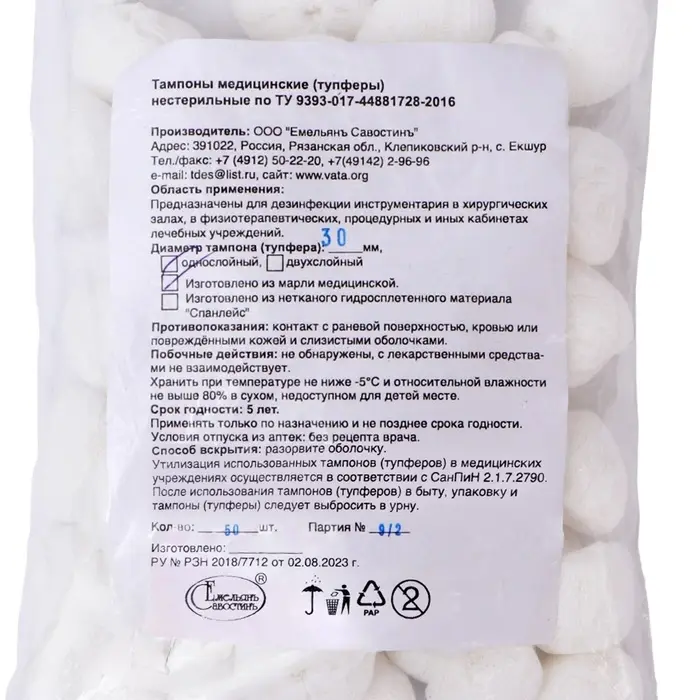 Тампоны медицинские (тупферы)
нестерильные по ТУ 9393-017-44881728-2016
Производитель: ООО "Емельянъ Савостинъ"
Адрес: 391022, Россия, Рязанская обл., Клепиковский р-н, с. Екшур
Тел./факс: +7 (4912) 50-22-20, +7(49142) 2-96-96
e-mail: tdes@list.ru, сайт: www.vata.org
Область применения:
Предназначены для дезинфекции инструментария в хирургических
залах, в физиотерапевтических, процедурных и иных кабинетах
лечебных учреждений.
Диаметр тампона (тупфера): 30 мм,
однослойный, двухслойный
Изготовлено из марли медицинской.
Изготовлено из нетканого гидросплетенного материала
"Спанлейс"
Противопоказания: контакт с раневой поверхностью, кровью или
повреждёнными кожей и слизистыми оболочками.
Побочные действия: не обнаружены, с лекарственными средства-
ми не взаимодействует.
Хранить при температуре не ниже -5°С и относительной влажности
не выше 80% в сухом, недоступном для детей месте.
Срок годности: 5 лет.
Применять только по назначению и не позднее срока годности.
Условия отпуска из аптек: без рецепта врача.
Способ вскрытия: разорвите оболочку.
Утилизация использованных тампонов (тупферов) в медицинских
учреждениях осуществляется в соответствии с СанПиН 2.1.7.2790.
После использования тампонов (тупферов) в быту, упаковку и
тампоны (тупферы) следует выбросить в урну.
Кол-во: 50 шт. Партия № 9/2
Изготовлено:
РУ № РЗН 2018/7712 от 02.08.2023 г.
Емельянъ Савостинъ ®
PAP
2